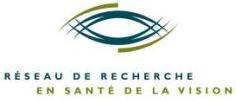 RÉSEAU DE RECHERCHE
EN SANTÉ DE LA VISION